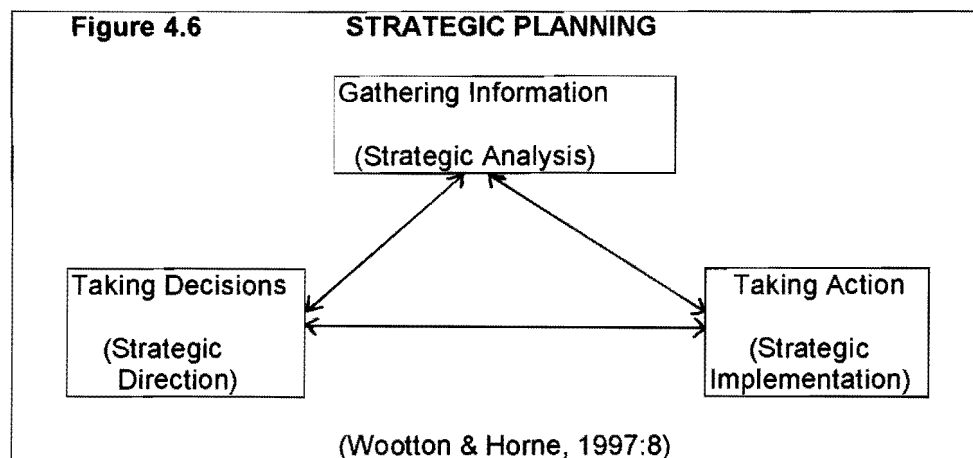 Figure 4.6 STRATEGIC PLANNING
Gathering Information
(Strategic Analysis)
Taking Decisions
(Strategic
Direction)
Taking Action
(Strategic
Implementation)
(Wootton & Horne, 1997:8)